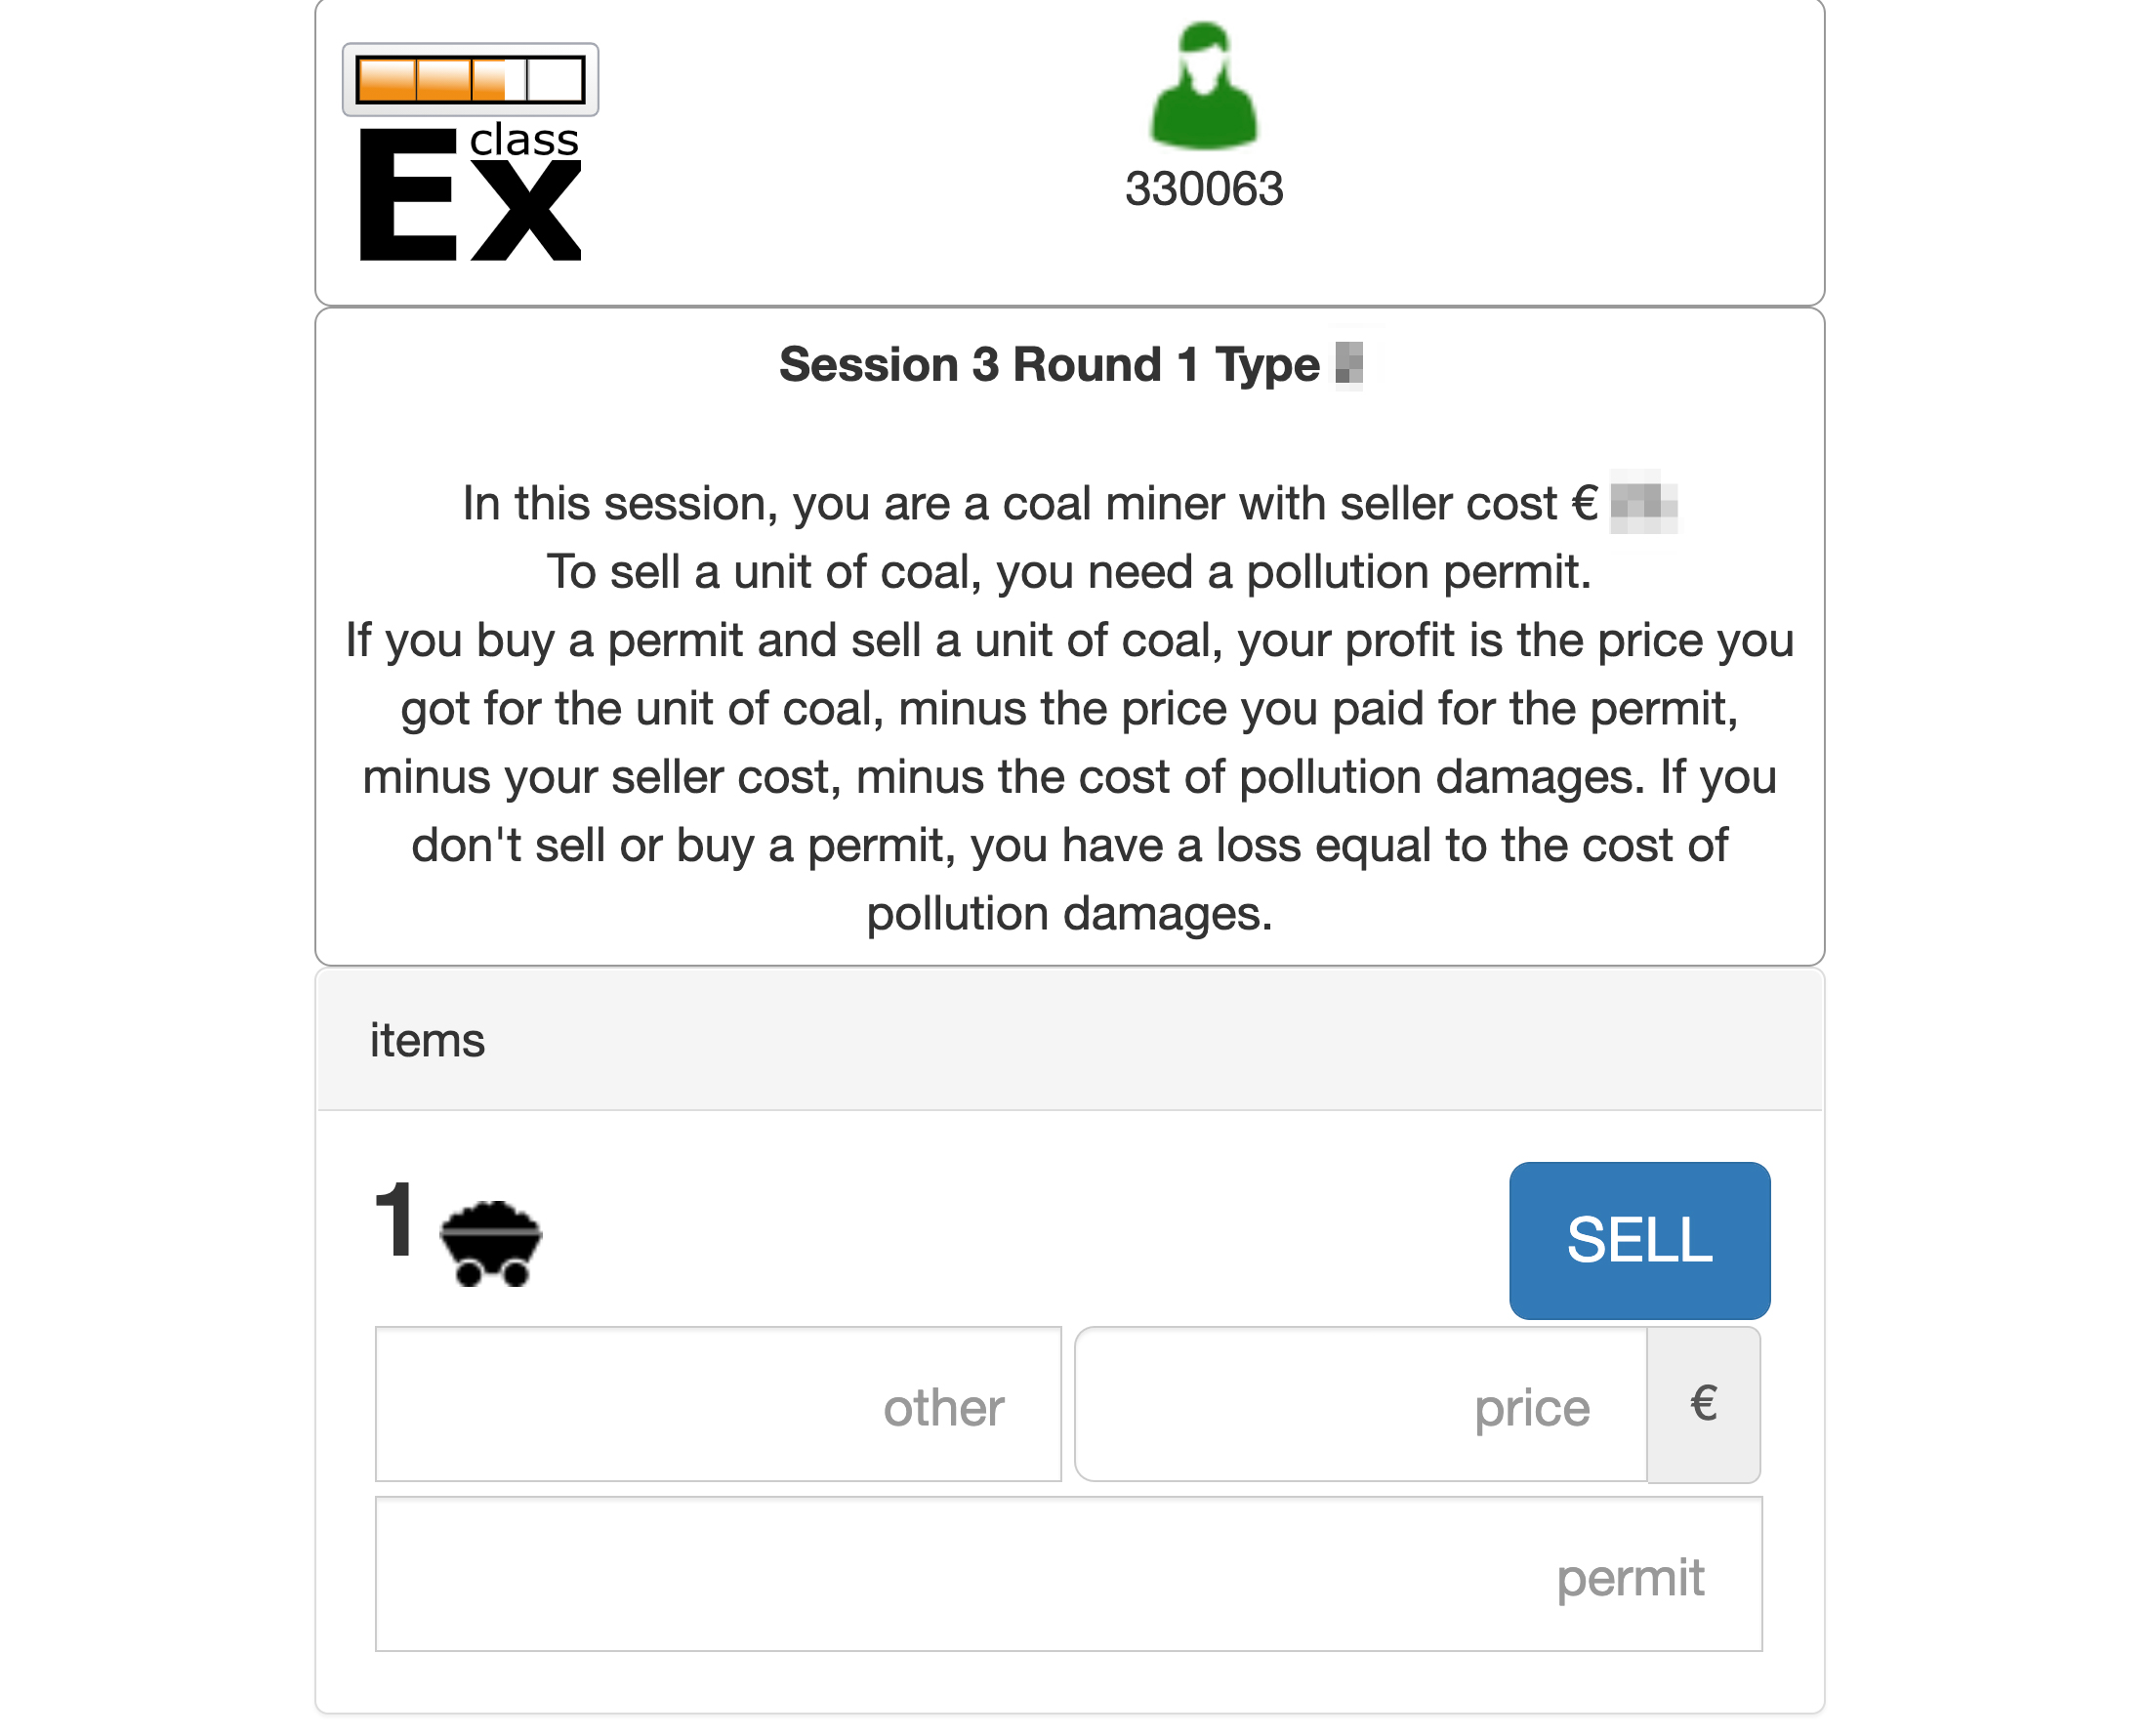 class
Ex
330063
Session 3 Round 1 Type
In this session, you are a coal miner with seller cost €
To sell a unit of coal, you need a pollution permit.
If you buy a permit and sell a unit of coal, your profit is the price you
got for the unit of coal, minus the price you paid for the permit,
minus your seller cost, minus the cost of pollution damages. If you
don't sell or buy a permit, you have a loss equal to the cost of
pollution damages.
items
1
SELL
other
price
€
permit